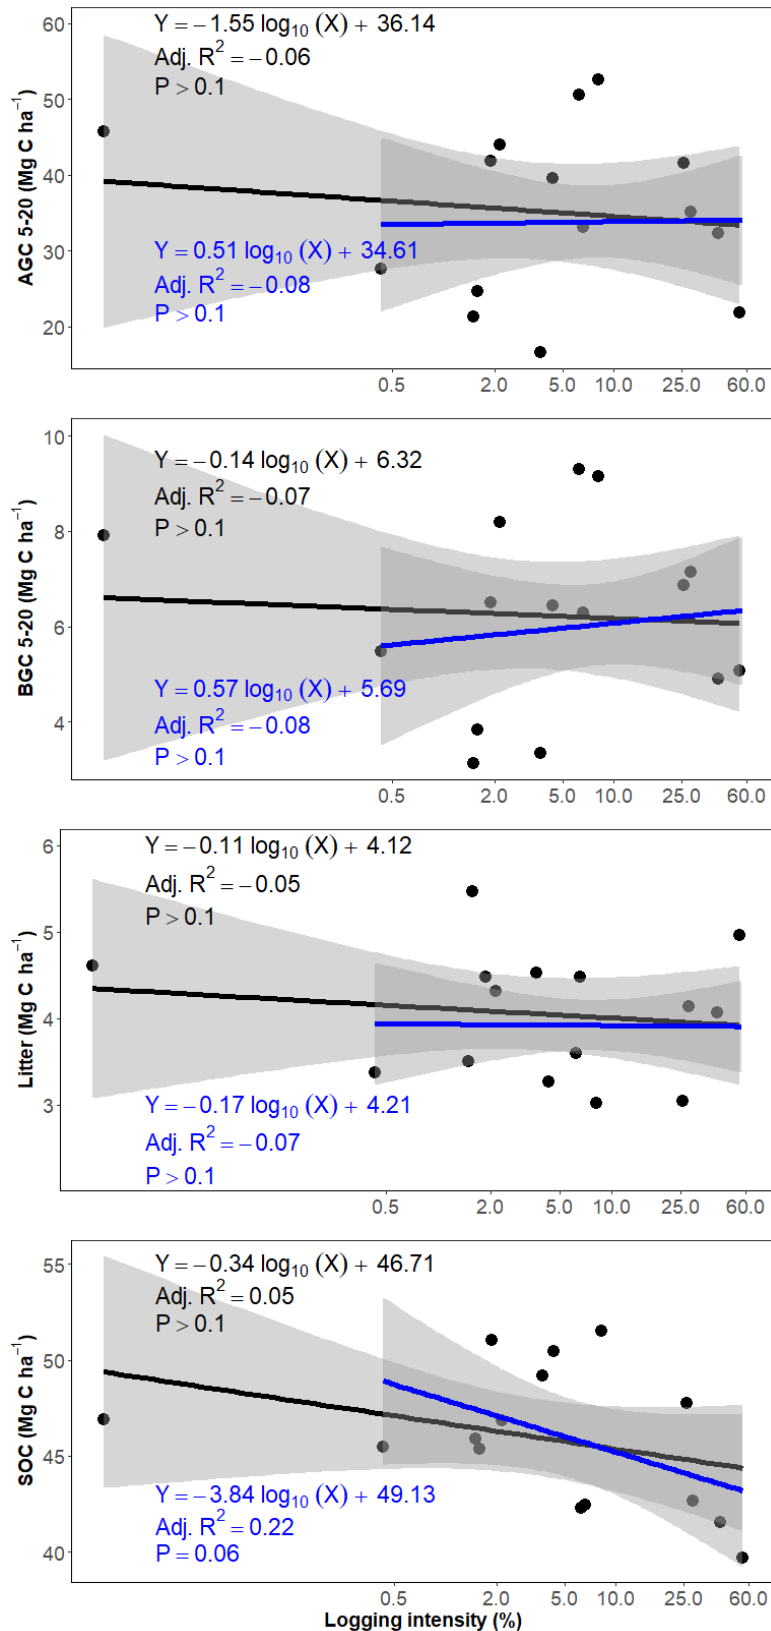 Y = −1.55 log₁₀ (X) + 36.14
Adj. R² = −0.06
P > 0.1
60
50
40
30
20
AGC 5-20 (Mg C ha⁻¹)
Y = 0.51 log₁₀ (X) + 34.61
Adj. R² = −0.08
P > 0.1
0.5 2.0 5.0 10.0 25.0 60.0
Y = −0.14 log₁₀ (X) + 6.32
Adj. R² = −0.07
P > 0.1
10
8
6
4
BGC 5-20 (Mg C ha⁻¹)
Y = 0.57 log₁₀ (X) + 5.69
Adj. R² = −0.08
P > 0.1
0.5 2.0 5.0 10.0 25.0 60.0
Y = −0.11 log₁₀ (X) + 4.12
Adj. R² = −0.05
P > 0.1
6
5
4
3
Litter (Mg C ha⁻¹)
Y = −0.17 log₁₀ (X) + 4.21
Adj. R² = −0.07
P > 0.1
0.5 2.0 5.0 10.0 25.0 60.0
Y = −0.34 log₁₀ (X) + 46.71
Adj. R² = 0.05
P > 0.1
55
50
45
40
SOC (Mg C ha⁻¹)
Y = −3.84 log₁₀ (X) + 49.13
Adj. R² = 0.22
P = 0.06
0.5 2.0 5.0 10.0 25.0 60.0
Logging intensity (%)